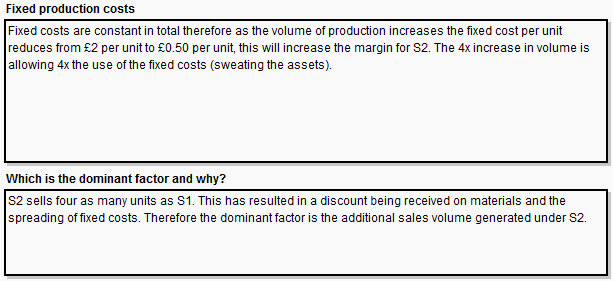 Fixed production costs
Fixed costs are constant in total therefore as the volume of production increases the fixed cost per unit
reduces from £2 per unit to £0.50 per unit, this will increase the margin for S2. The 4x increase in volume is
allowing 4x the use of the fixed costs (sweating the assets).
Which is the dominant factor and why?
S2 sells four as many units as S1. This has resulted in a discount being received on materials and the
spreading of fixed costs. Therefore the dominant factor is the additional sales volume generated under S2.